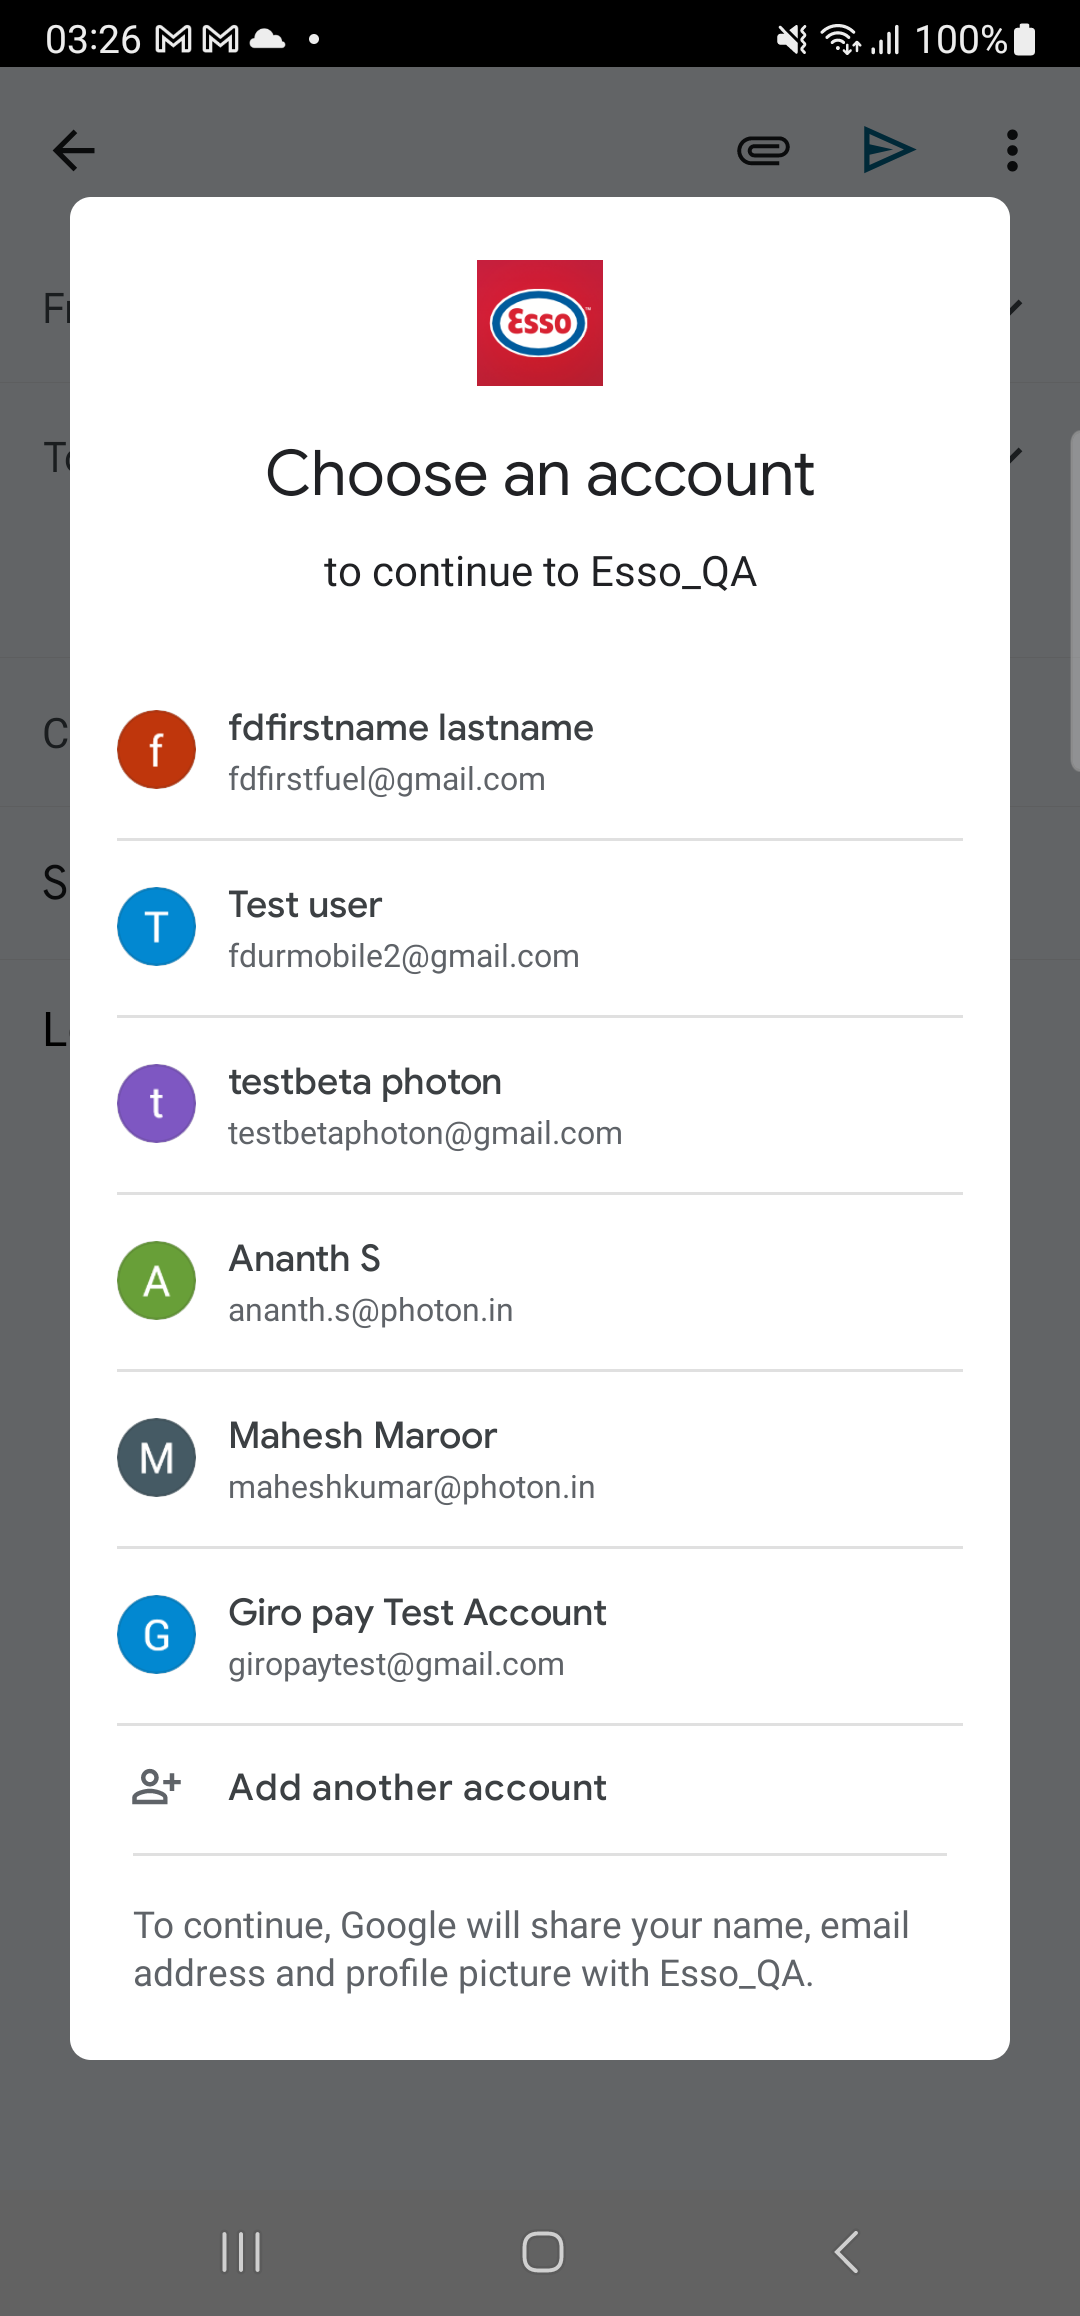 03:26
100%
Fr
To
C
S
L
Esso
Choose an account
to continue to Esso_QA
f
fdfirstname lastname
fdfirstfuel@gmail.com
T
Test user
fdurmobile2@gmail.com
t
testbeta photon
testbetaphoton@gmail.com
A
Ananth S
ananth.s@photon.in
M
Mahesh Maroor
maheshkumar@photon.in
G
Giro pay Test Account
giropaytest@gmail.com
Add another account
To continue, Google will share your name, email
address and profile picture with Esso_QA.